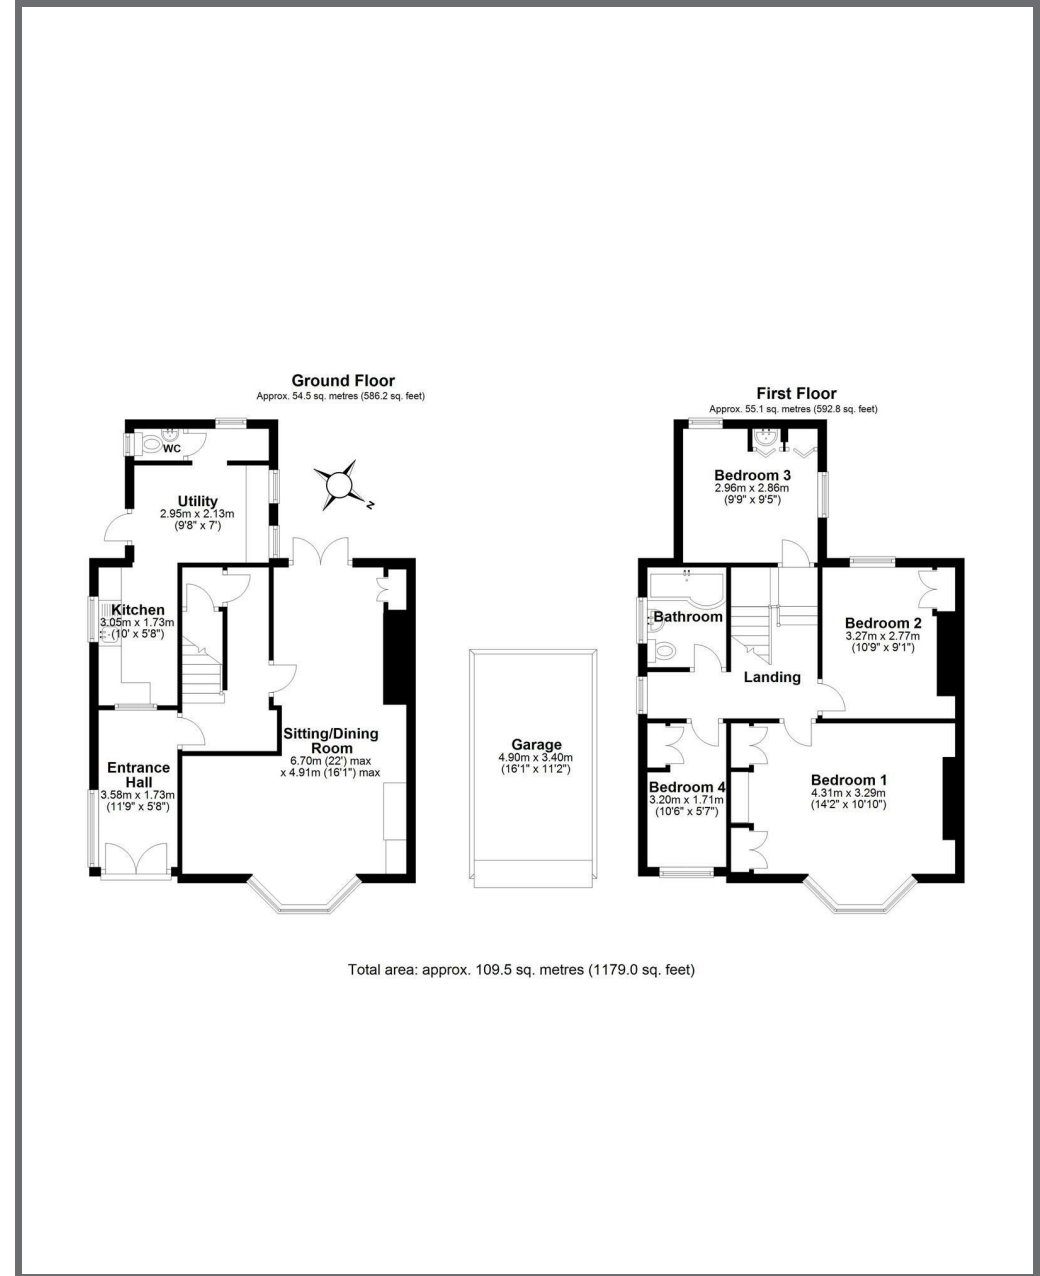 Ground Floor
Approx. 54.5 sq. metres (586.2 sq. feet)
WC
Utility
2.95m x 2.13m
(9'8" x 7')
N
Kitchen
3.05m x 1.73m
(10' x 5'8")
Sitting/Dining
Room
6.70m (22') max
x 4.91m (16'1") max
Entrance
Hall
3.58m x 1.73m
(11'9" x 5'8")
Garage
4.90m x 3.40m
(16'1" x 11'2")
First Floor
Approx. 55.1 sq. metres (592.8 sq. feet)
Bedroom 3
2.96m x 2.86m
(9'9" x 9'5")
Bathroom
Bedroom 2
3.27m x 2.77m
(10'9" x 9'1")
Landing
Bedroom 4
3.20m x 1.71m
(10'6" x 5'7")
Bedroom 1
4.31m x 3.29m
(14'2" x 10'10")
Total area: approx. 109.5 sq. metres (1179.0 sq. feet)